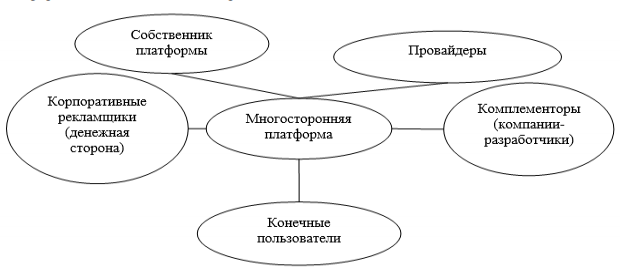 Собственник
платформы
Провайдеры
Корпоративные
рекламщики
(денежная
сторона)
Многосторонняя
платформа
Комплементоры
(компании-
разработчики)
Конечные
пользователи